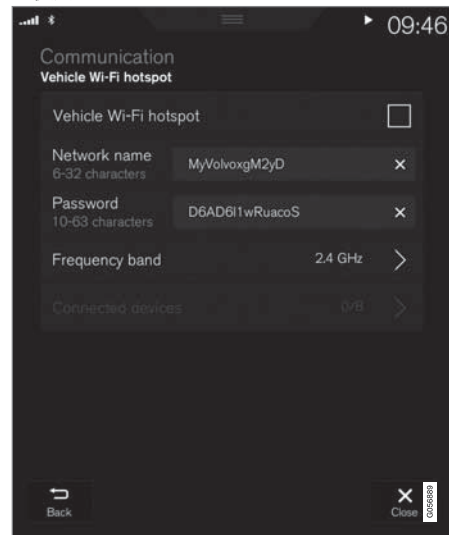 09:46
Communication
Vehicle Wi-Fi hotspot
Vehicle Wi-Fi hotspot
Network name
6-32 characters
MyVolvoxgM2yD
Password
10-63 characters
D6AD6l1wRuacoS
Frequency band
2.4 GHz
Connected devices
0/8
Back
Close
G056889